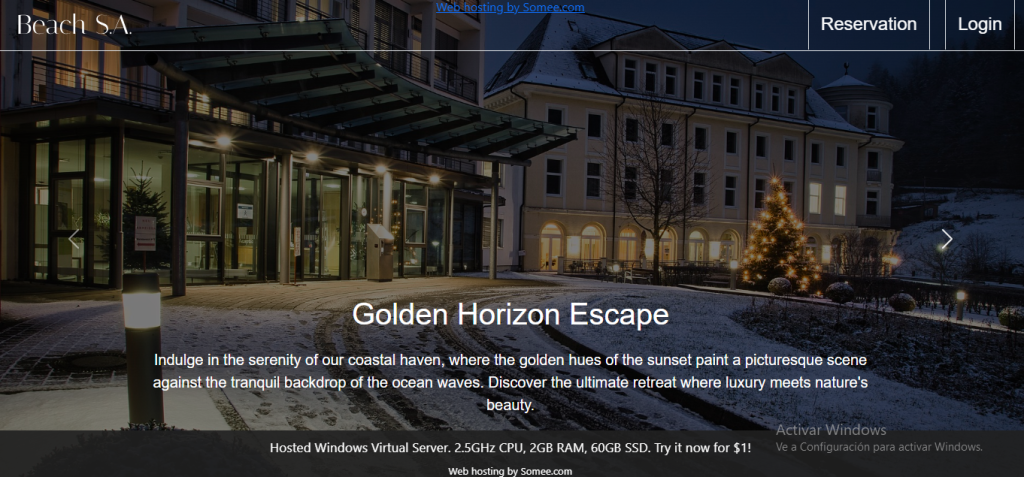 Web hosting by Somee.com
Beach S.A.
Reservation
Login
Golden Horizon Escape
Indulge in the serenity of our coastal haven, where the golden hues of the sunset paint a picturesque scene
against the tranquil backdrop of the ocean waves. Discover the ultimate retreat where luxury meets nature's
beauty.
Activar Windows
Ve a Configuración para activar Windows.
Hosted Windows Virtual Server. 2.5GHz CPU, 2GB RAM, 60GB SSD. Try it now for $1!
Web hosting by Somee.com